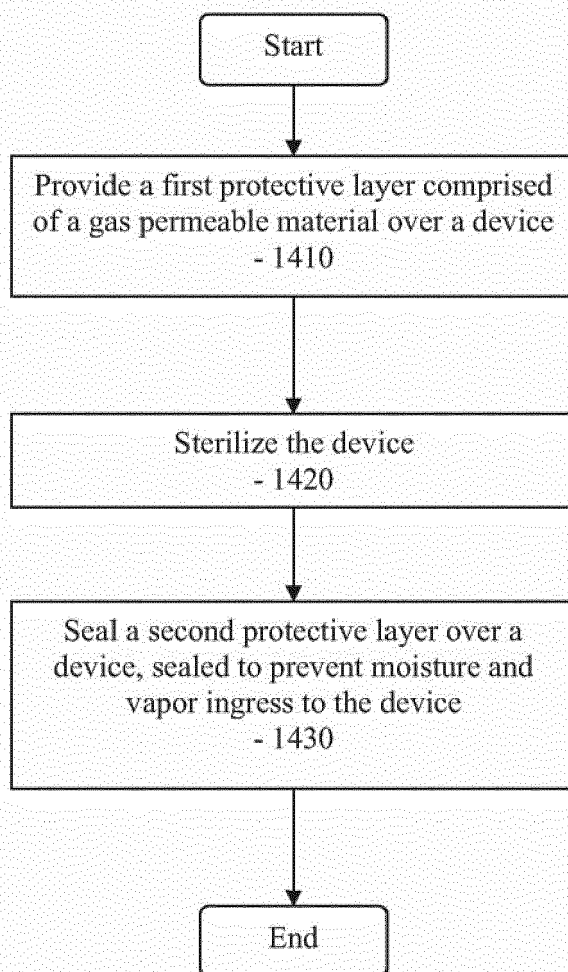 Start
Provide a first protective layer comprised
of a gas permeable material over a device
- 1410
Sterilize the device
- 1420
Seal a second protective layer over a
device, sealed to prevent moisture and
vapor ingress to the device
- 1430
End